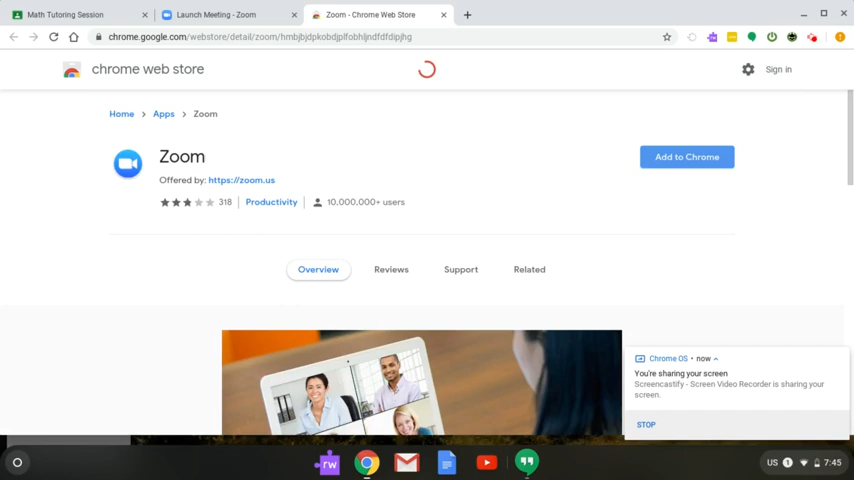 Math Tutoring Session
Launch Meeting - Zoom
Zoom - Chrome Web Store
chrome.google.com/webstore/detail/zoom/hmbjbjdpkobdjplfobhljndfdfdipjhg
chrome web store
Sign in
Home
Apps
Zoom
Zoom
Add to Chrome
Offered by: https://zoom.us
318
Productivity
10,000,000+ users
Overview
Reviews
Support
Related
Chrome OS • now
You're sharing your screen
Screencastify - Screen Video Recorder is sharing your
screen.
STOP
rw
US
1
7:45